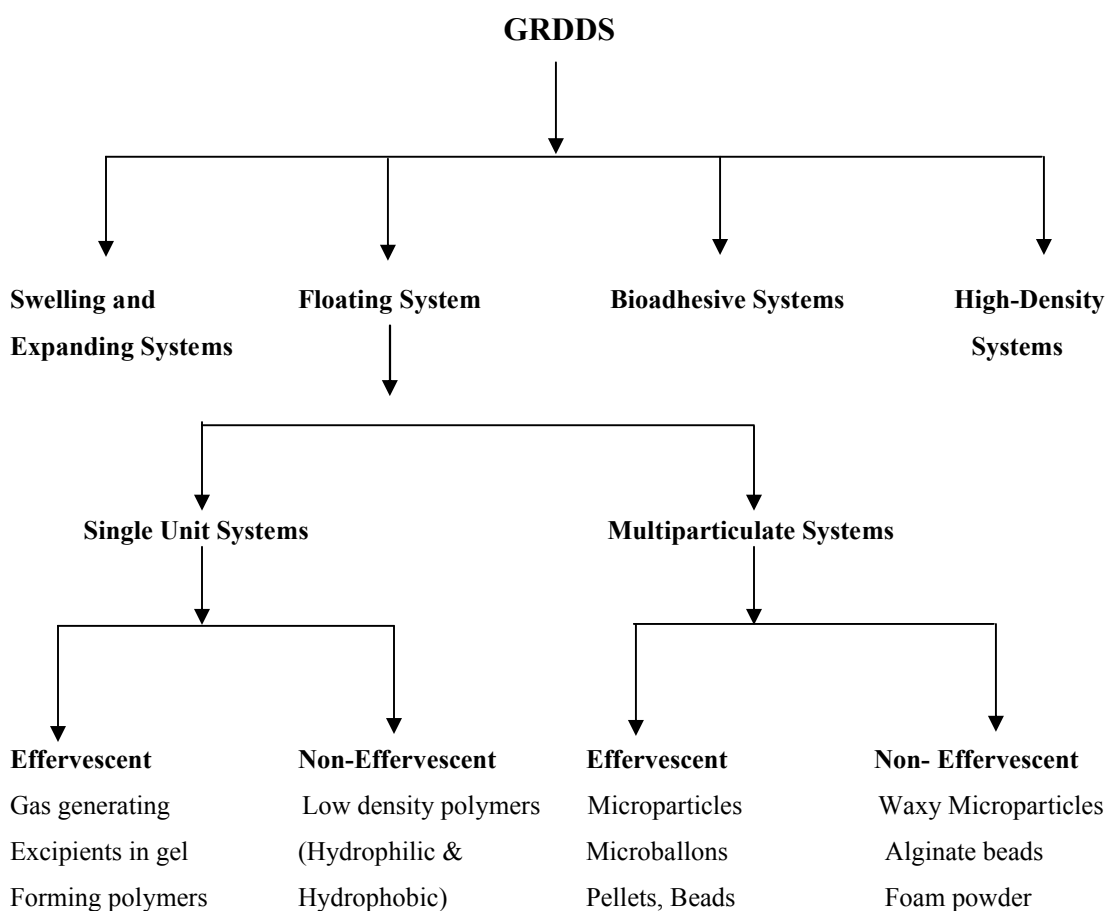 GRDDS
Swelling and
Expanding Systems
Floating System
Bioadhesive Systems
High-Density
Systems
Single Unit Systems
Multiparticulate Systems
Effervescent
Gas generating
Excipients in gel
Forming polymers
Non-Effervescent
Low density polymers
(Hydrophilic &
Hydrophobic)
Effervescent
Microparticles
Microballons
Pellets, Beads
Non- Effervescent
Waxy Microparticles
Alginate beads
Foam powder